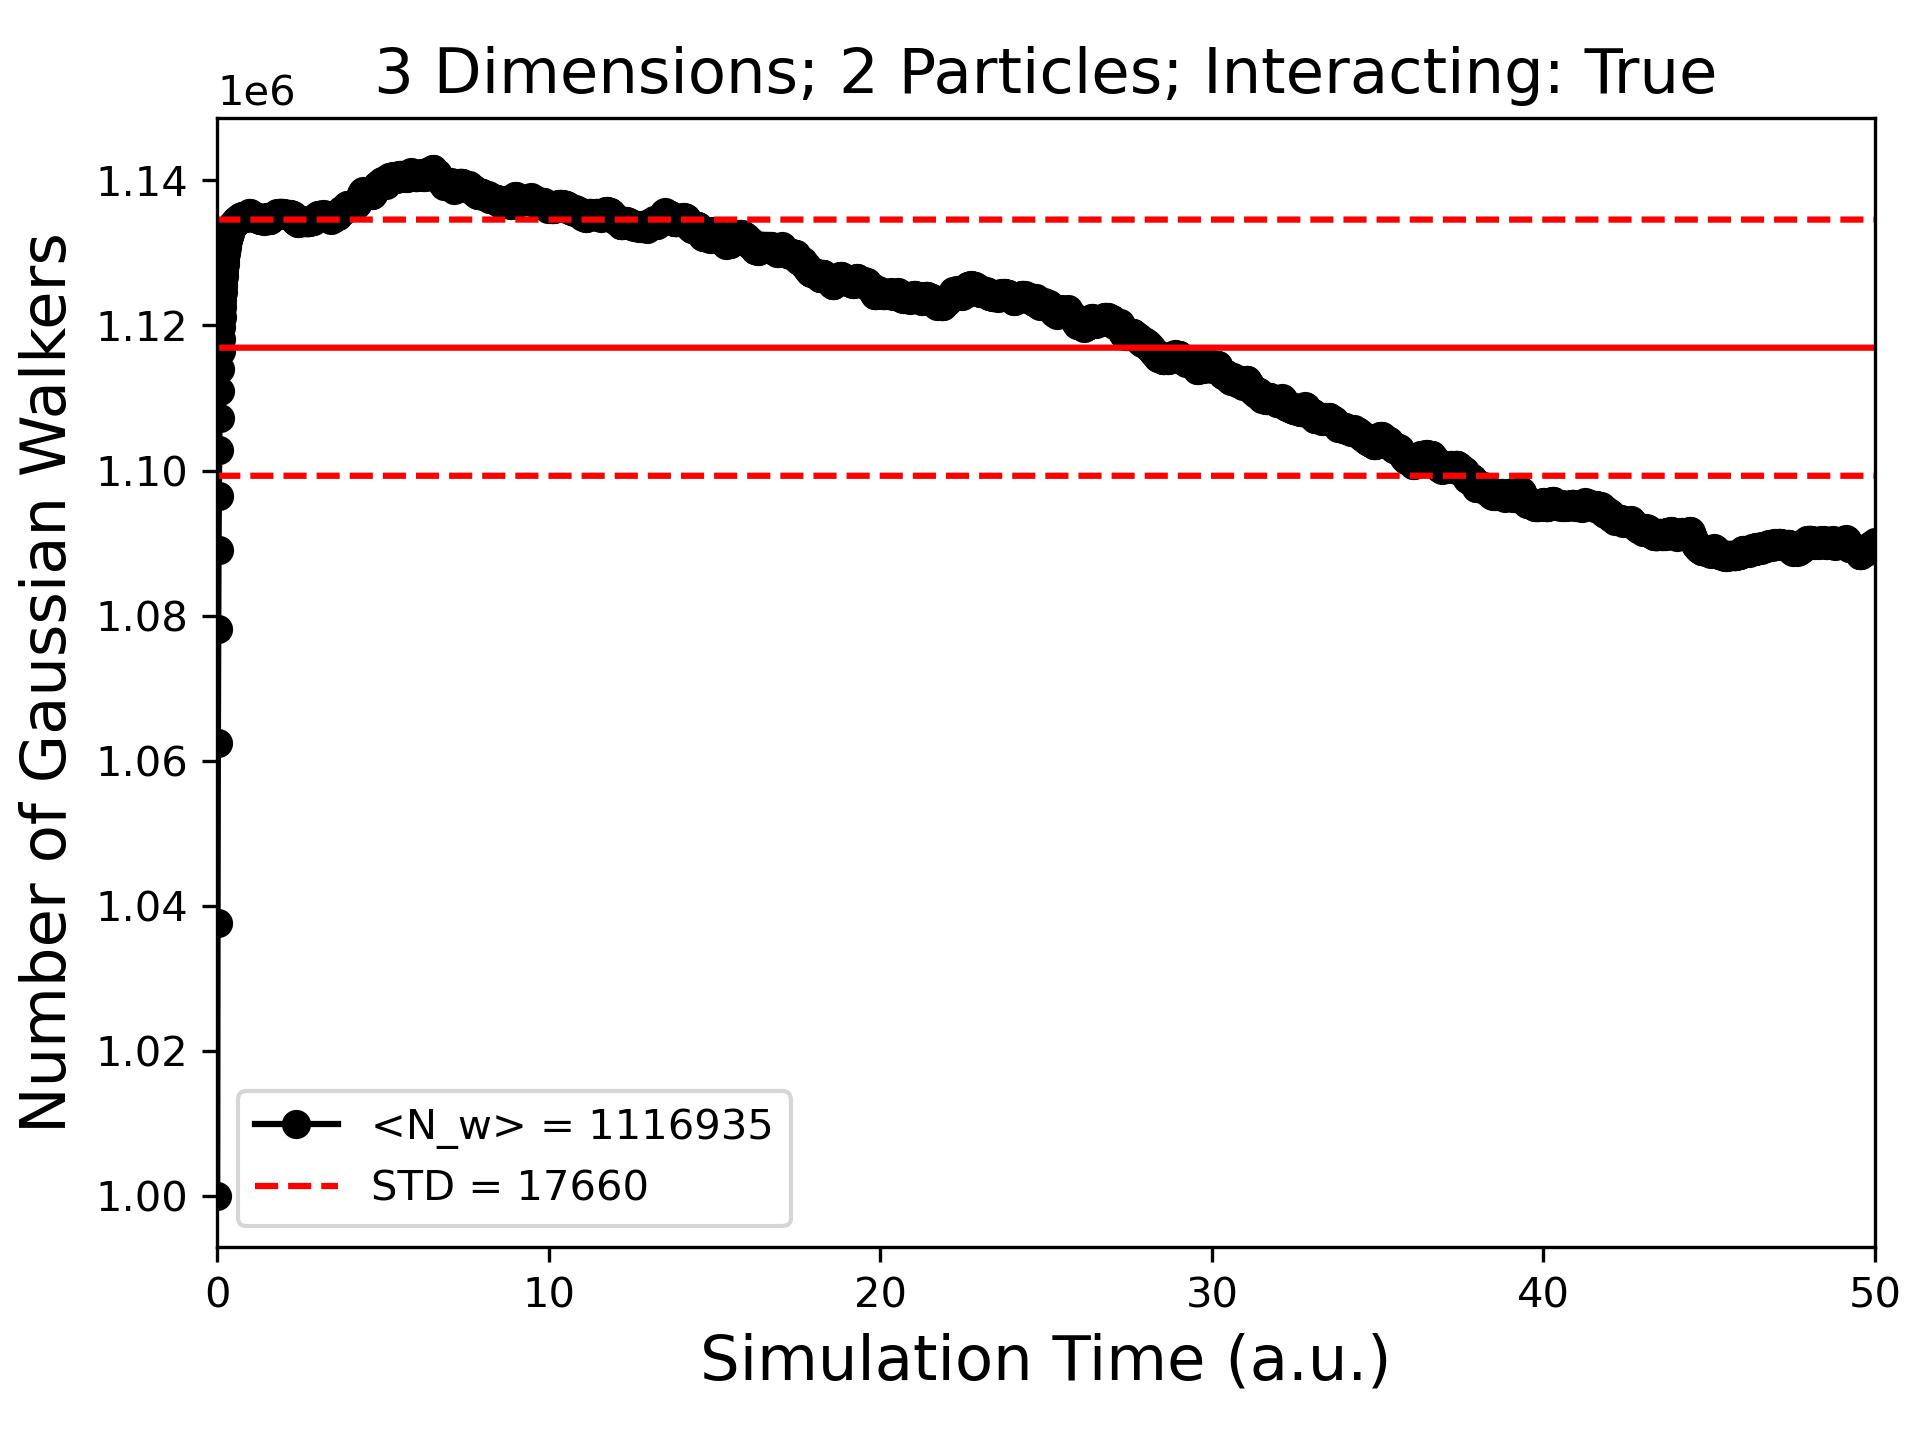 3 Dimensions; 2 Particles; Interacting: True
1e6
1.14
1.12
1.10
1.08
1.06
1.04
1.02
1.00
Number of Gaussian Walkers
<N_w> = 1116935
STD = 17660
0 10 20 30 40 50
Simulation Time (a.u.)